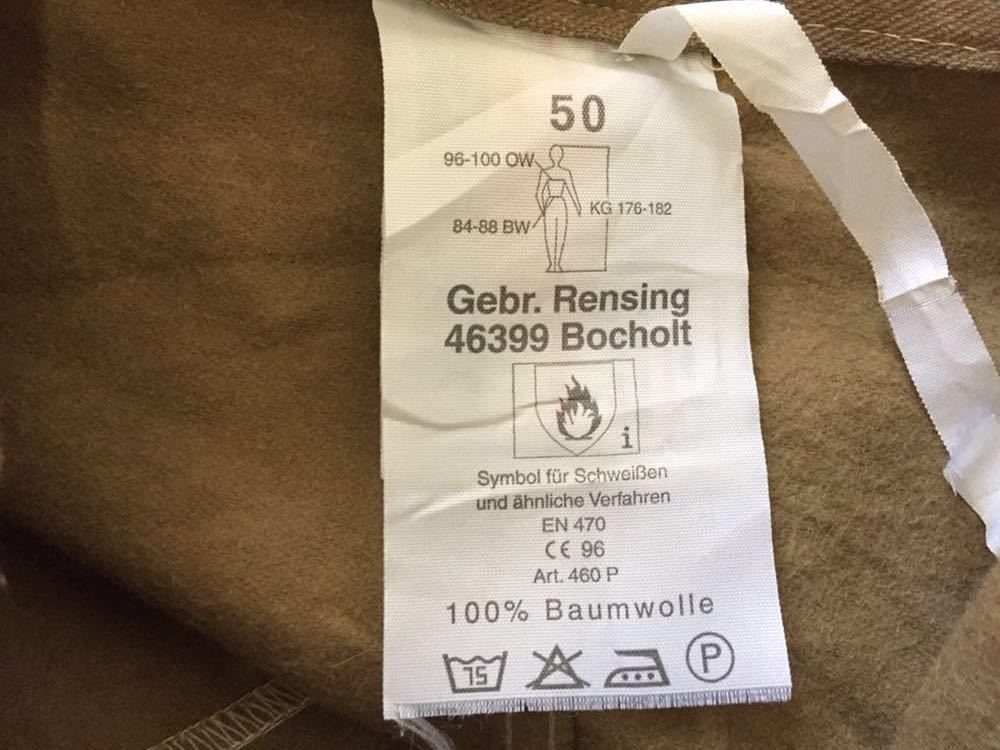 50
96-100 OW
KG 176-182
84-88 BW
Gebr. Rensing
46399 Bocholt
i
Symbol für Schweißen
und ähnliche Verfahren
EN 470
CE 96
Art. 460 P
100% Baumwolle
75 P